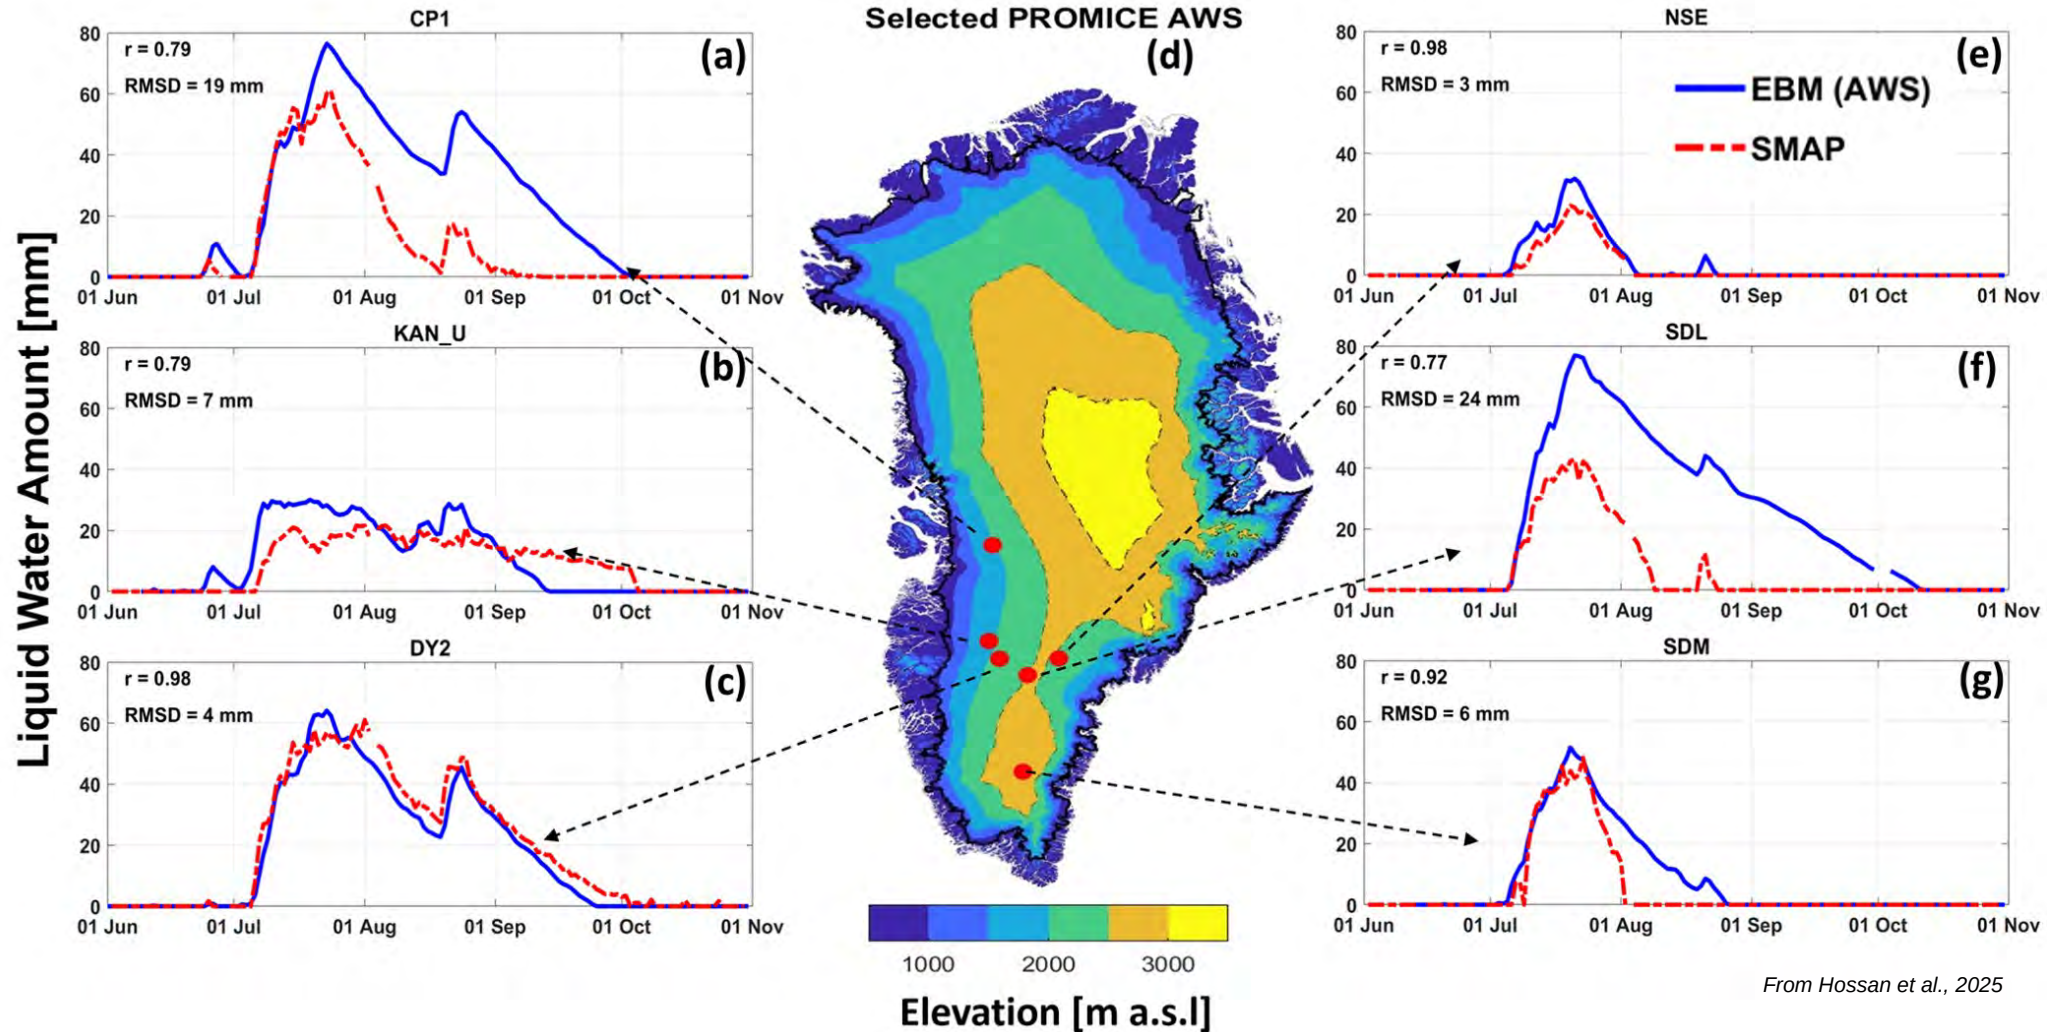 Liquid Water Amount [mm]
CP1
(a)
r = 0.79
RMSD = 19 mm
80
60
40
20
0
01 Jun 01 Jul 01 Aug 01 Sep 01 Oct 01 Nov
KAN_U
(b)
r = 0.79
RMSD = 7 mm
80
60
40
20
0
01 Jun 01 Jul 01 Aug 01 Sep 01 Oct 01 Nov
DY2
(c)
r = 0.98
RMSD = 4 mm
80
60
40
20
0
01 Jun 01 Jul 01 Aug 01 Sep 01 Oct 01 Nov
Selected PROMICE AWS
(d)
1000 2000 3000
Elevation [m a.s.l]
NSE
(e)
r = 0.98
RMSD = 3 mm
EBM (AWS)
SMAP
80
60
40
20
0
01 Jun 01 Jul 01 Aug 01 Sep 01 Oct 01 Nov
SDL
(f)
r = 0.77
RMSD = 24 mm
80
60
40
20
0
01 Jun 01 Jul 01 Aug 01 Sep 01 Oct 01 Nov
SDM
(g)
r = 0.92
RMSD = 6 mm
80
60
40
20
0
01 Jun 01 Jul 01 Aug 01 Sep 01 Oct 01 Nov
From Hossan et al., 2025